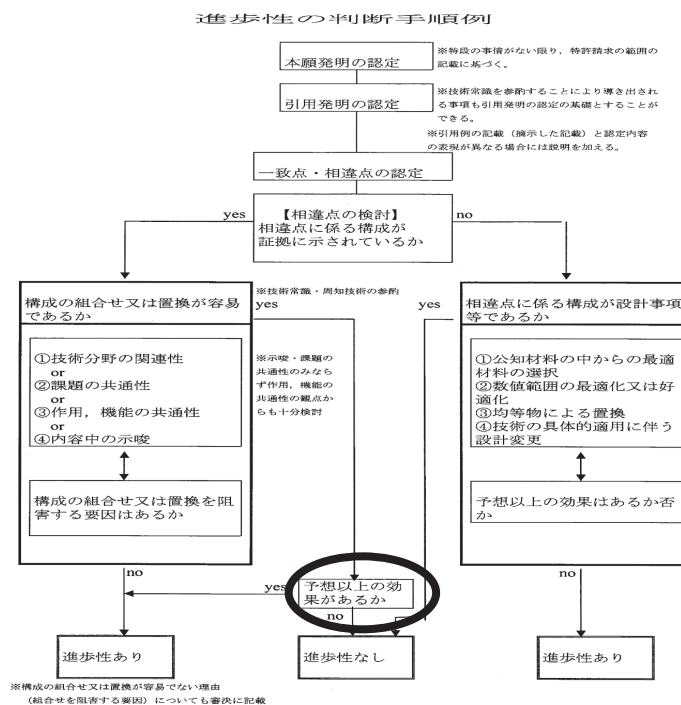 進歩性の判断手順例
本願発明の認定
※特段の事情がない限り，特許請求の範囲の
記載に基づく。
引用発明の認定
※技術常識を参酌することにより導き出され
る事項も引用発明の認定の基礎とすることが
できる。
※引用例の記載（摘示した記載）と認定内容
の表現が異なる場合には説明を加える。
一致点・相違点の認定
yes
【相違点の検討】
相違点に係る構成が
証拠に示されているか
no
構成の組合せ又は置換が容易
であるか
※技術常識・周知技術の参酌
yes
yes
相違点に係る構成が設計事項
等であるか
①技術分野の関連性
or
②課題の共通性
or
③作用，機能の共通性
or
④内容中の示唆
※示唆・課題の
共通性のみなら
ず作用，機能の
共通性の観点か
らも十分検討
①公知材料の中からの最適
材料の選択
②数値範囲の最適化又は好
適化
③均等物による置換
④技術の具体的適用に伴う
設計変更
構成の組合せ又は置換を阻
害する要因はあるか
予想以上の効果はあるか否
か
no
yes
予想以上の効
果があるか
no
no
進歩性あり
進歩性なし
進歩性あり
※構成の組合せ又は置換が容易でない理由
（組合せを阻害する要因）についても審決に記載